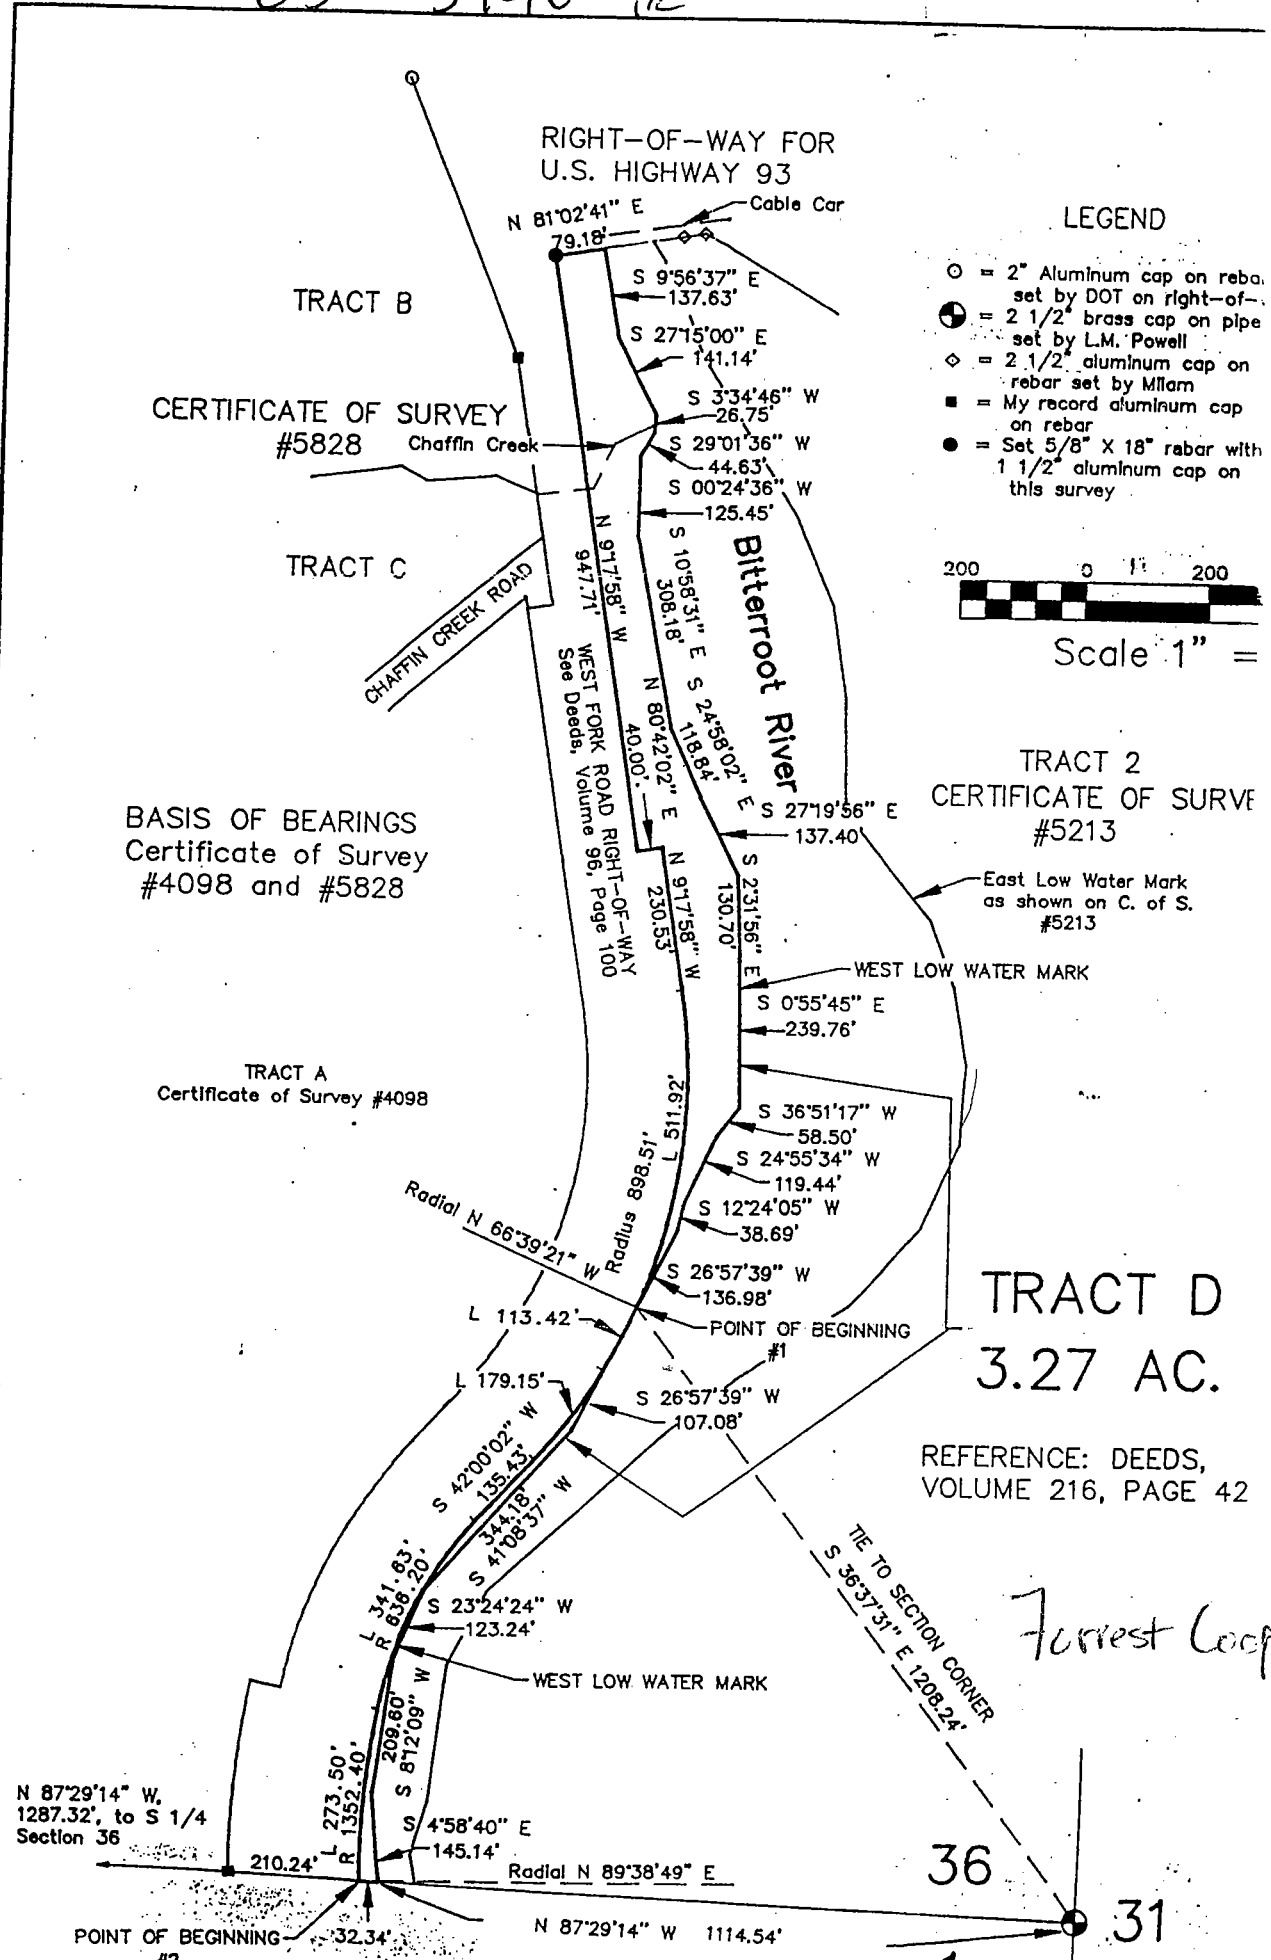 RIGHT-OF-WAY FOR
U.S. HIGHWAY 93
Cable Car
N 81°02'41" E
79.18'
LEGEND
= 2" Aluminum cap on
set by DOT on right-of-
= 2 1/2" brass cap on pipe
set by L.M. Powell
= 2 1/2" aluminum cap on
rebar set by Milam
= My record aluminum cap
on rebar
= Set 5/8" X 18" rabar with
1 1/2" aluminum cap on
this survey
TRACT B
S 9°56'37" E
137.63'
S 27°15'00" E
141.14'
S 3°34'46" W
26.75'
CERTIFICATE OF SURVEY
#5828
Chaffin Creek
S 29°01'36" W
44.63'
S 00°24'36" W
125.45'
TRACT C
CHAFFIN CREEK ROAD
N 9°17'58" W
947.71'
S 10°58'31" E
308.18'
Bitterroot River
200 0 200
Scale 1" =
WEST FORK ROAD RIGHT-OF-WAY
See Deeds, Volume 96, Page 100
N 80°42'02" E
40.00'
S 24°58'02" E
118.84'
TRACT 2
CERTIFICATE OF
#5213
BASIS OF BEARINGS
Certificate of Survey
#4098 and #5828
S 27°19'56" E
137.40'
N 9°17'58" W
230.53'
S 2°31'56" E
130.70'
East Low Water Mark
as shown on C. of S.
#5213
WEST LOW WATER MARK
S 0°55'45" E
239.76'
TRACT A
Certificate of Survey #4098
L 511.92'
Radius 898.51'
S 36°51'17" W
58.50'
S 24°55'34" W
119.44'
S 12°24'05" W
38.69'
Radial N 66°39'21" W
S 26°57'39" W
136.98'
L 113.42'
POINT OF BEGINNING
#1
TRACT D
3.27 AC.
L 179.15'
S 26°57'39" W
107.08'
S 42°00'02" W
135.43'
344.18'
S 41°08'37" W
REFERENCE: DEEDS,
VOLUME 216, PAGE 42
TIE TO SECTION CORNER
S 36°37'31" E 1208.24'
L 341.63'
R 638.20'
S 23°24'24" W
123.24'
Forrest
WEST LOW WATER MARK
209.60'
S 8°12'09" W
L 273.50'
R 1352.40'
N 87°29'14" W,
1287.32', to S 1/4
Section 36
S 4°58'40" E
145.14'
210.24'
Radial N 89°38'49" E
36
31
POINT OF BEGINNING
#2
32.34'
N 87°29'14" W 1114.54'
1